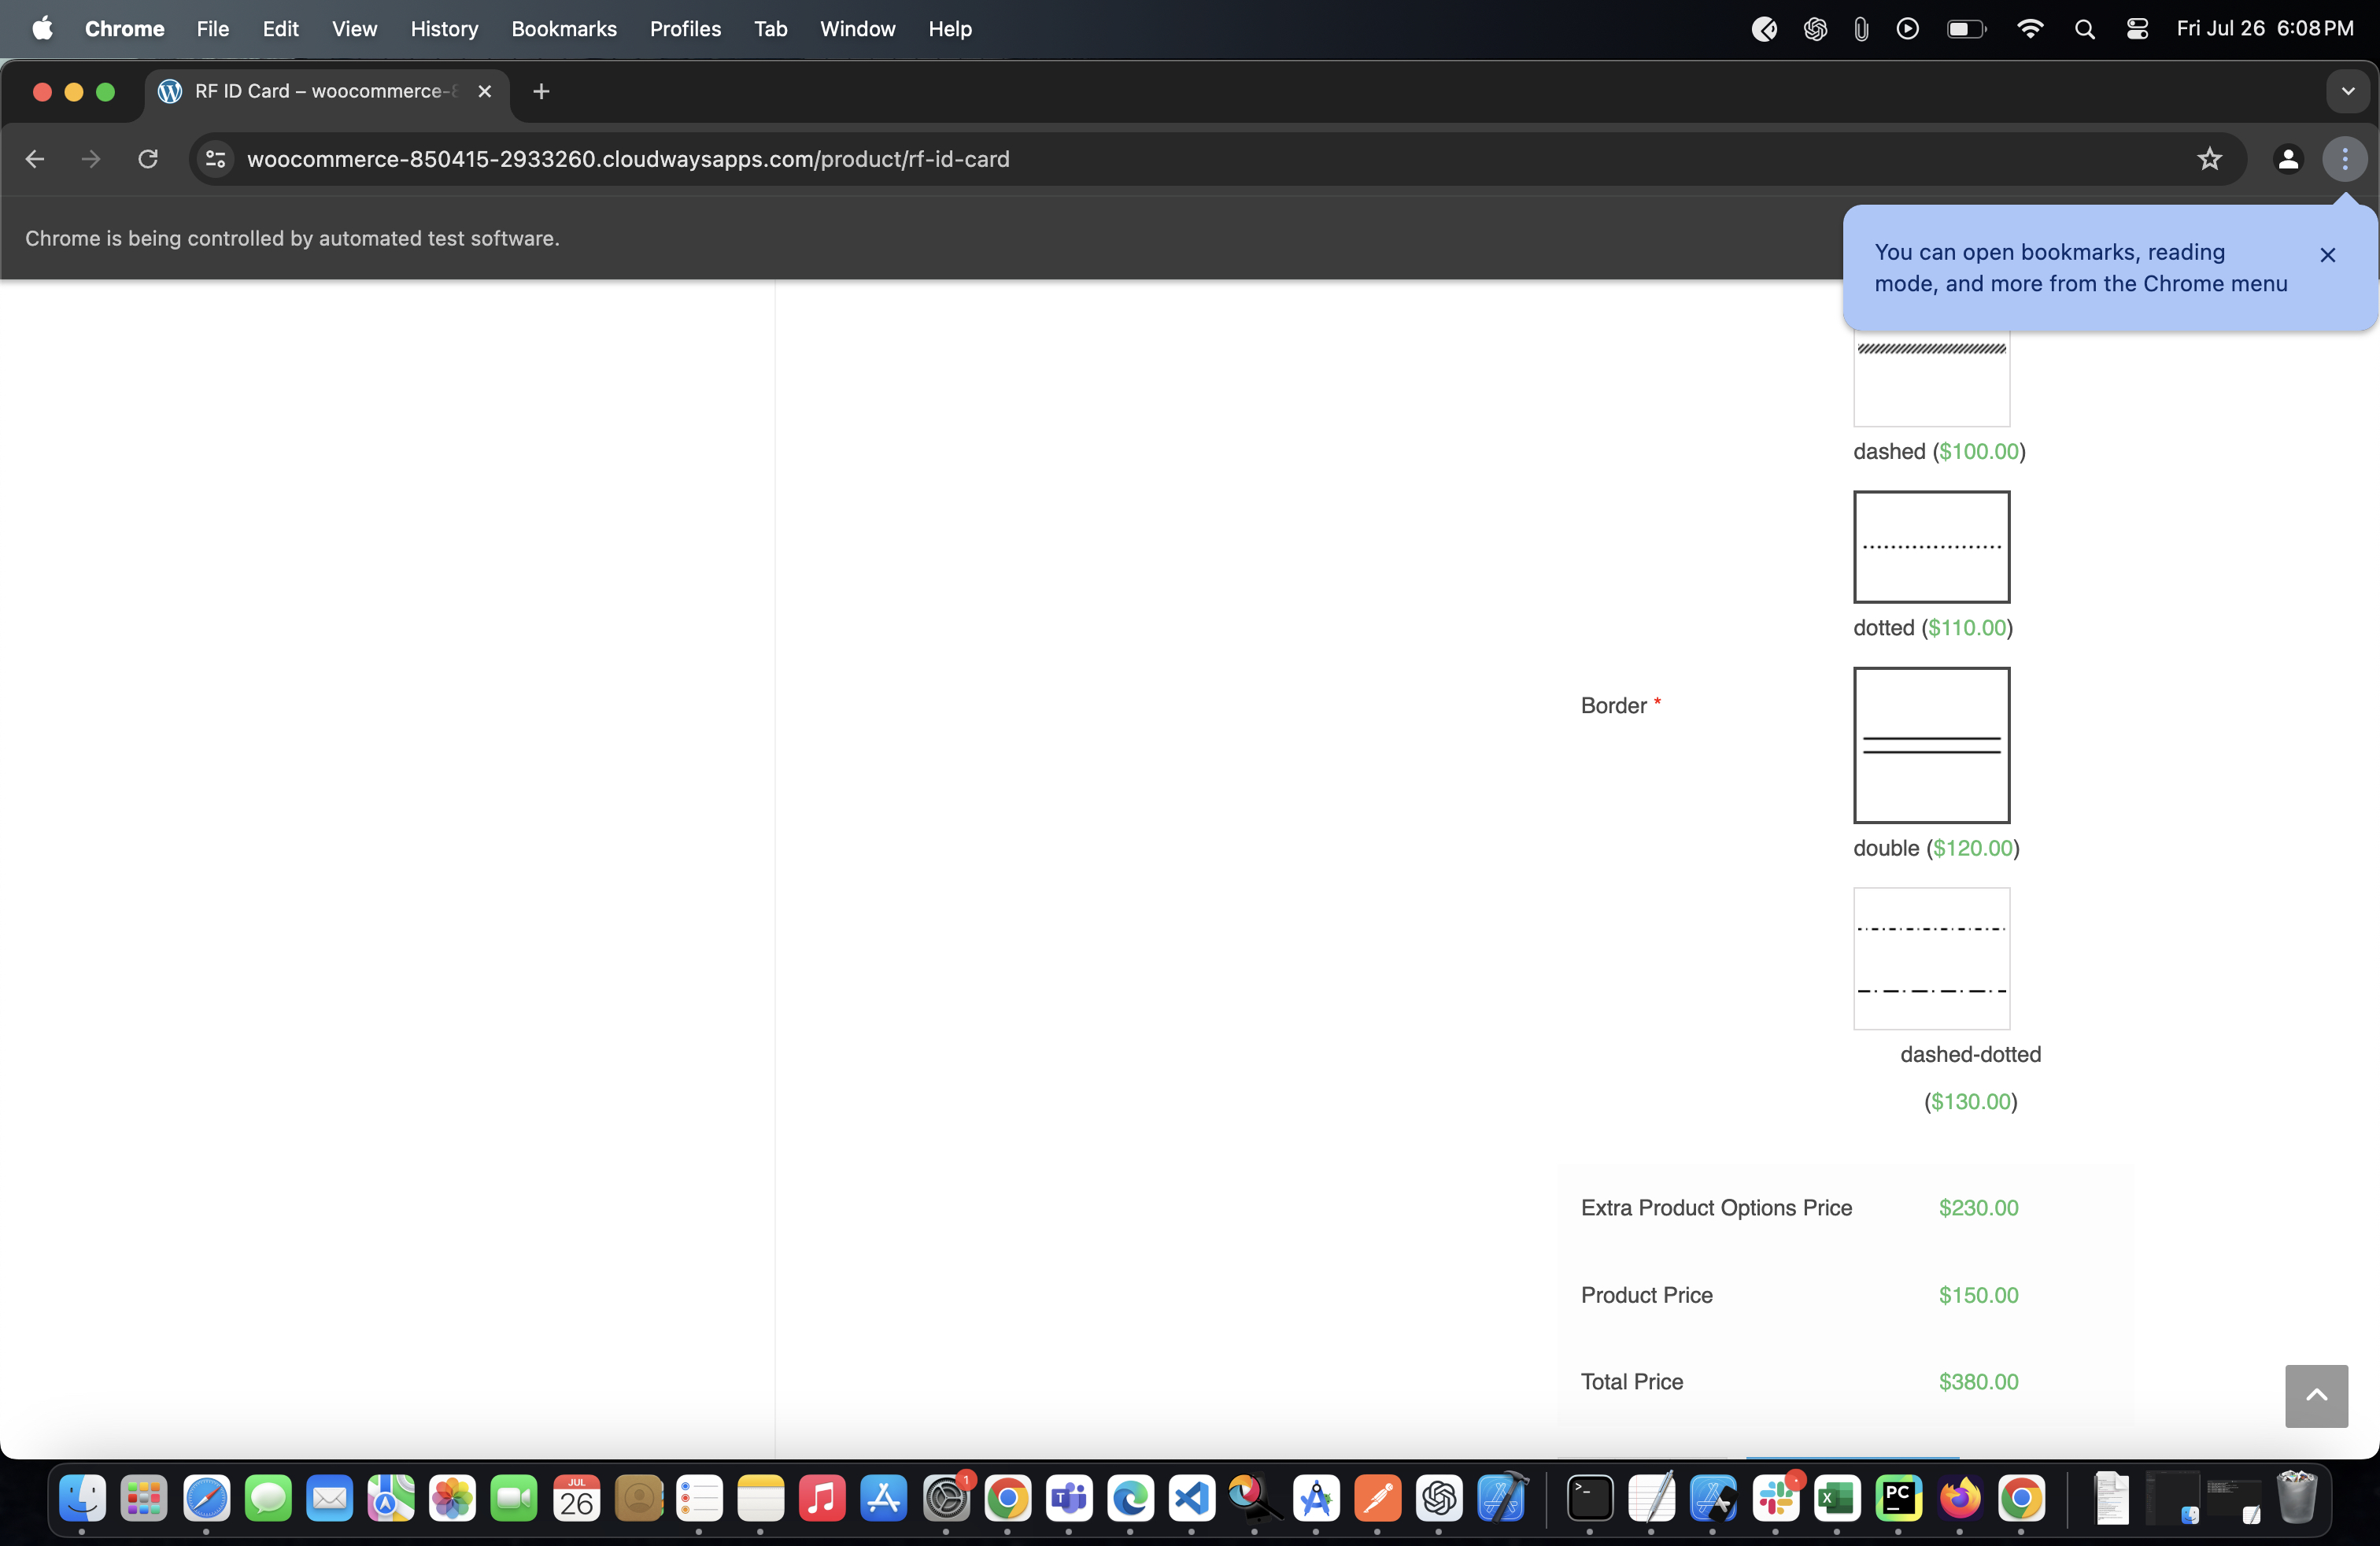 Chrome File Edit View History Bookmarks Profiles Tab Window Help Fri Jul 26 6:08 PM
RF ID Card – woocommerce-8
woocommerce-850415-2933260.cloudwaysapps.com/product/rf-id-card
Chrome is being controlled by automated test software.
You can open bookmarks, reading
mode, and more from the Chrome menu
dashed ($100.00)
dotted ($110.00)
Border *
double ($120.00)
dashed-dotted
($130.00)
Extra Product Options Price $230.00
Product Price $150.00
Total Price $380.00
JUL
26
1
T
X
PC